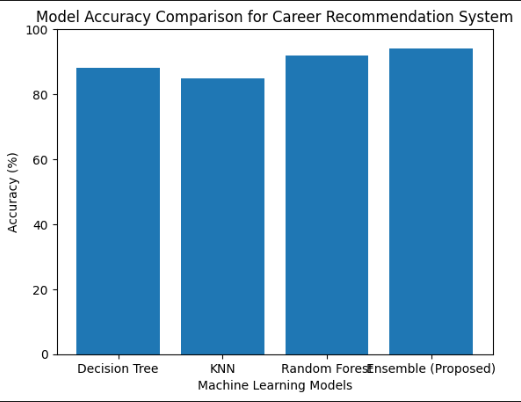 Model Accuracy Comparison for Career Recommendation System
100
80
60
40
20
0
Accuracy (%)
Decision Tree KNN Random Forest Ensemble (Proposed)
Machine Learning Models